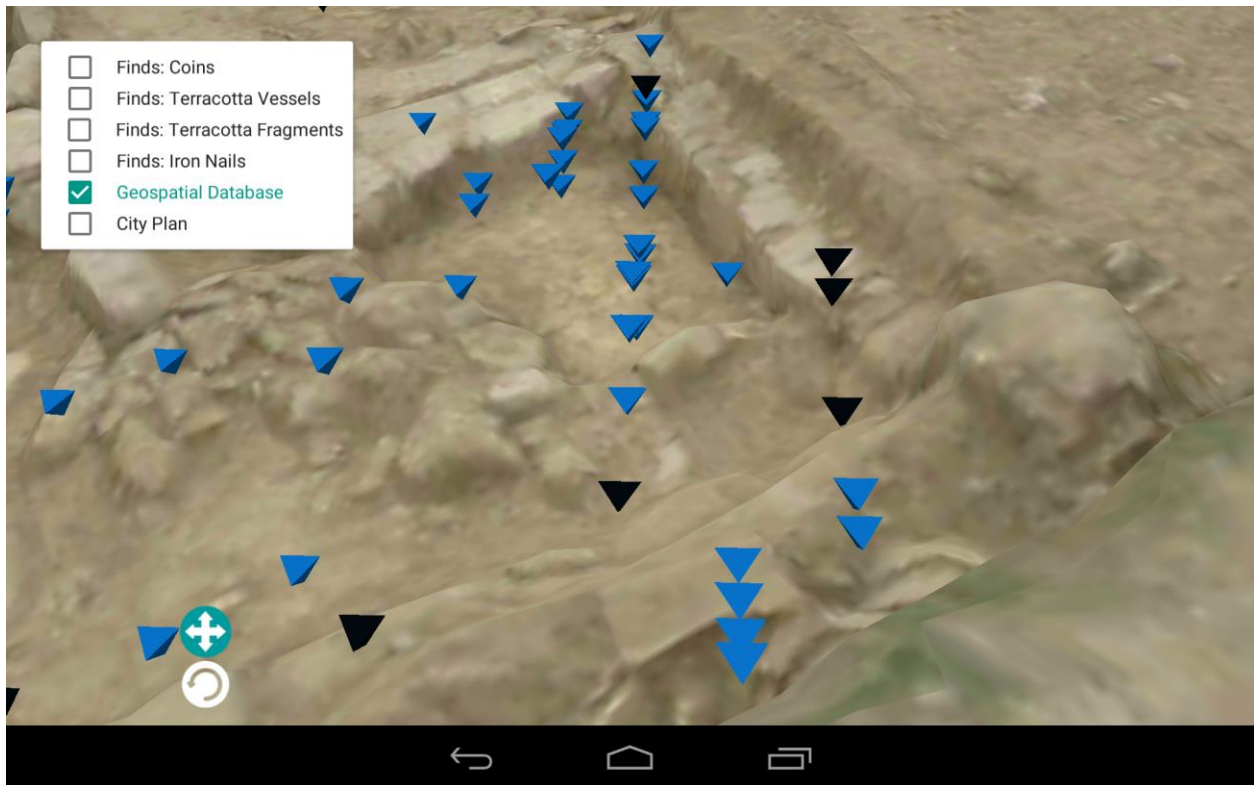 Finds: Coins
Finds: Terracotta Vessels
Finds: Terracotta Fragments
Finds: Iron Nails
Geospatial Database
City Plan